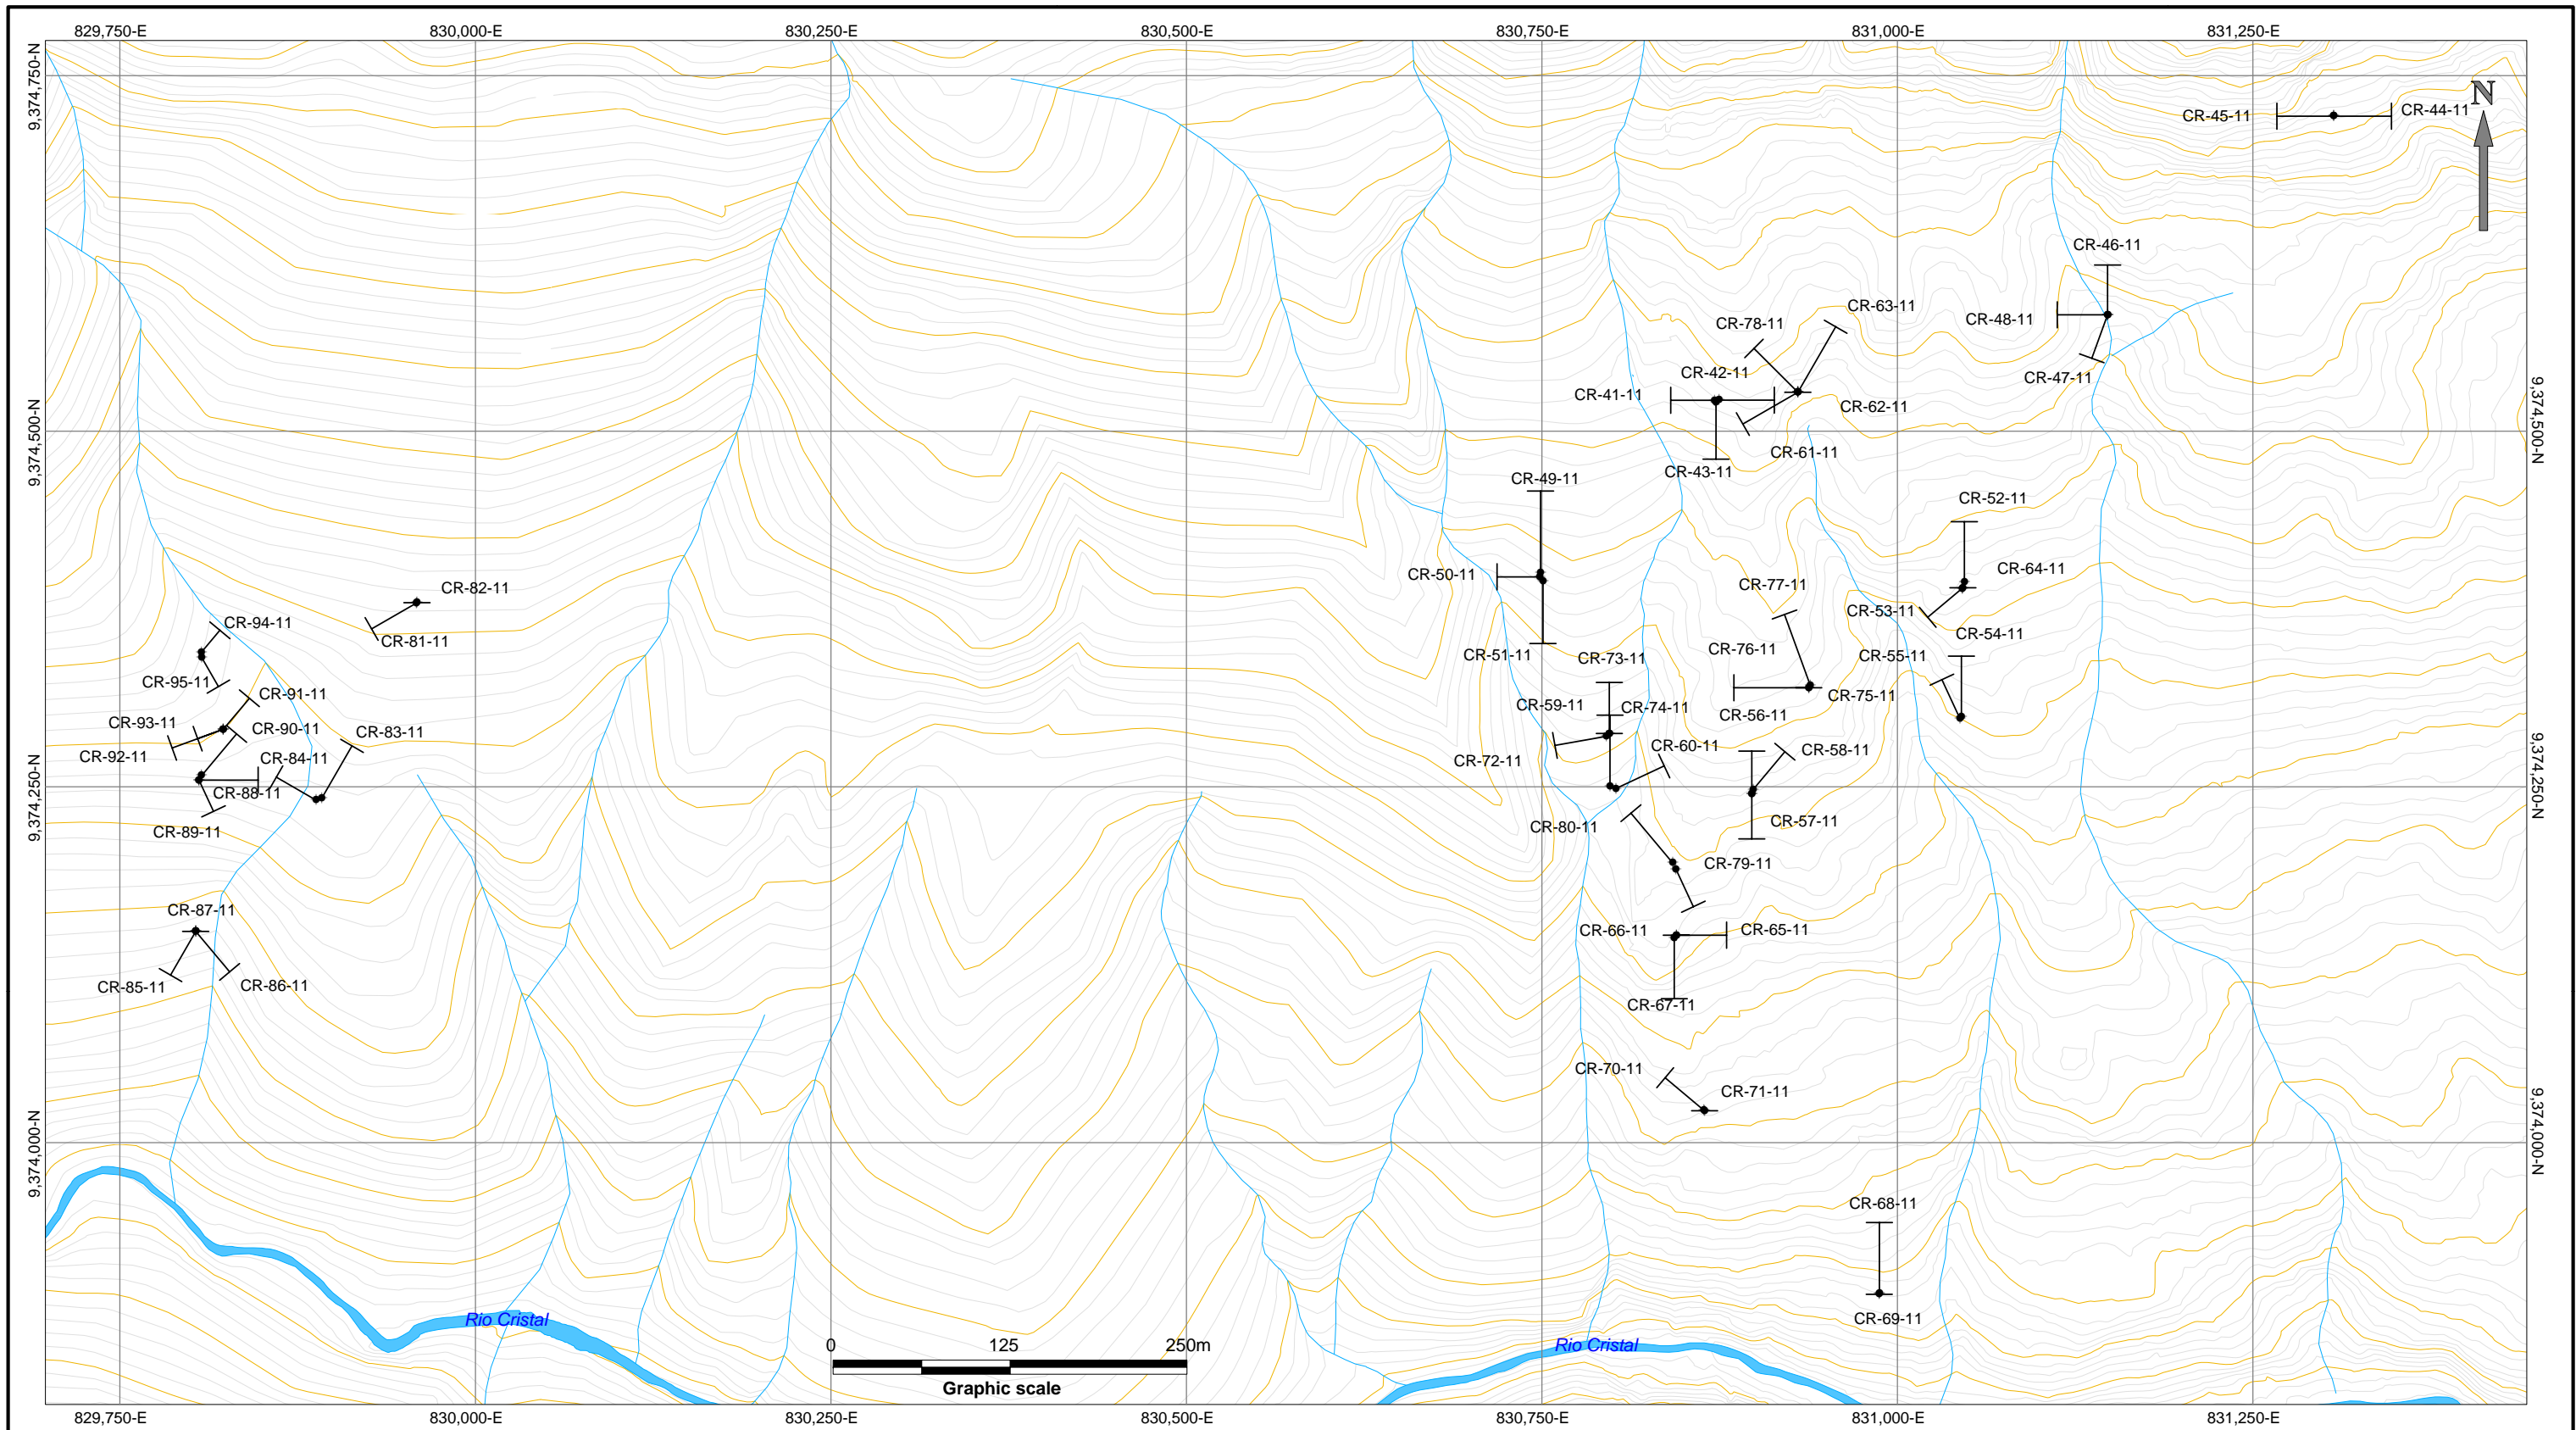 829,750-E
830,000-E
830,250-E
830,500-E
830,750-E
831,000-E
831,250-E
9,374,750-N
N
CR-45-11
CR-44-11
CR-46-11
CR-48-11
CR-47-11
CR-63-11
CR-78-11
CR-42-11
CR-41-11
CR-62-11
CR-61-11
CR-43-11
9,374,500-N
9,374,500-N
CR-49-11
CR-52-11
CR-50-11
CR-64-11
CR-77-11
CR-53-11
CR-54-11
CR-82-11
CR-94-11
CR-81-11
CR-51-11
CR-73-11
CR-76-11
CR-55-11
CR-95-11
CR-91-11
CR-75-11
CR-59-11
CR-74-11
CR-56-11
CR-93-11
CR-90-11
CR-83-11
CR-92-11
CR-84-11
CR-72-11
CR-60-11
CR-58-11
9,374,250-N
9,374,250-N
CR-88-11
CR-89-11
CR-80-11
CR-57-11
CR-79-11
CR-87-11
CR-66-11
CR-65-11
CR-85-11
CR-86-11
CR-67-11
CR-70-11
CR-71-11
9,374,000-N
9,374,000-N
CR-68-11
CR-69-11
Rio Cristal
Rio Cristal
0 125 250m
Graphic scale
829,750-E
830,000-E
830,250-E
830,500-E
830,750-E
831,000-E
831,250-E